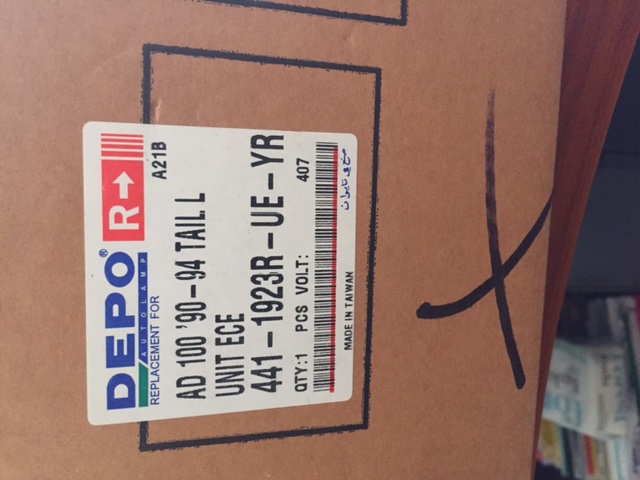 DEPO®
AUTOLAMP
R→
REPLACEMENT FOR
A21B
AD 100 '90-94 TAIL L
UNIT ECE
441-1923R-UE-YR
QTY:1 PCS VOLT: 407
MADE IN TAIWAN